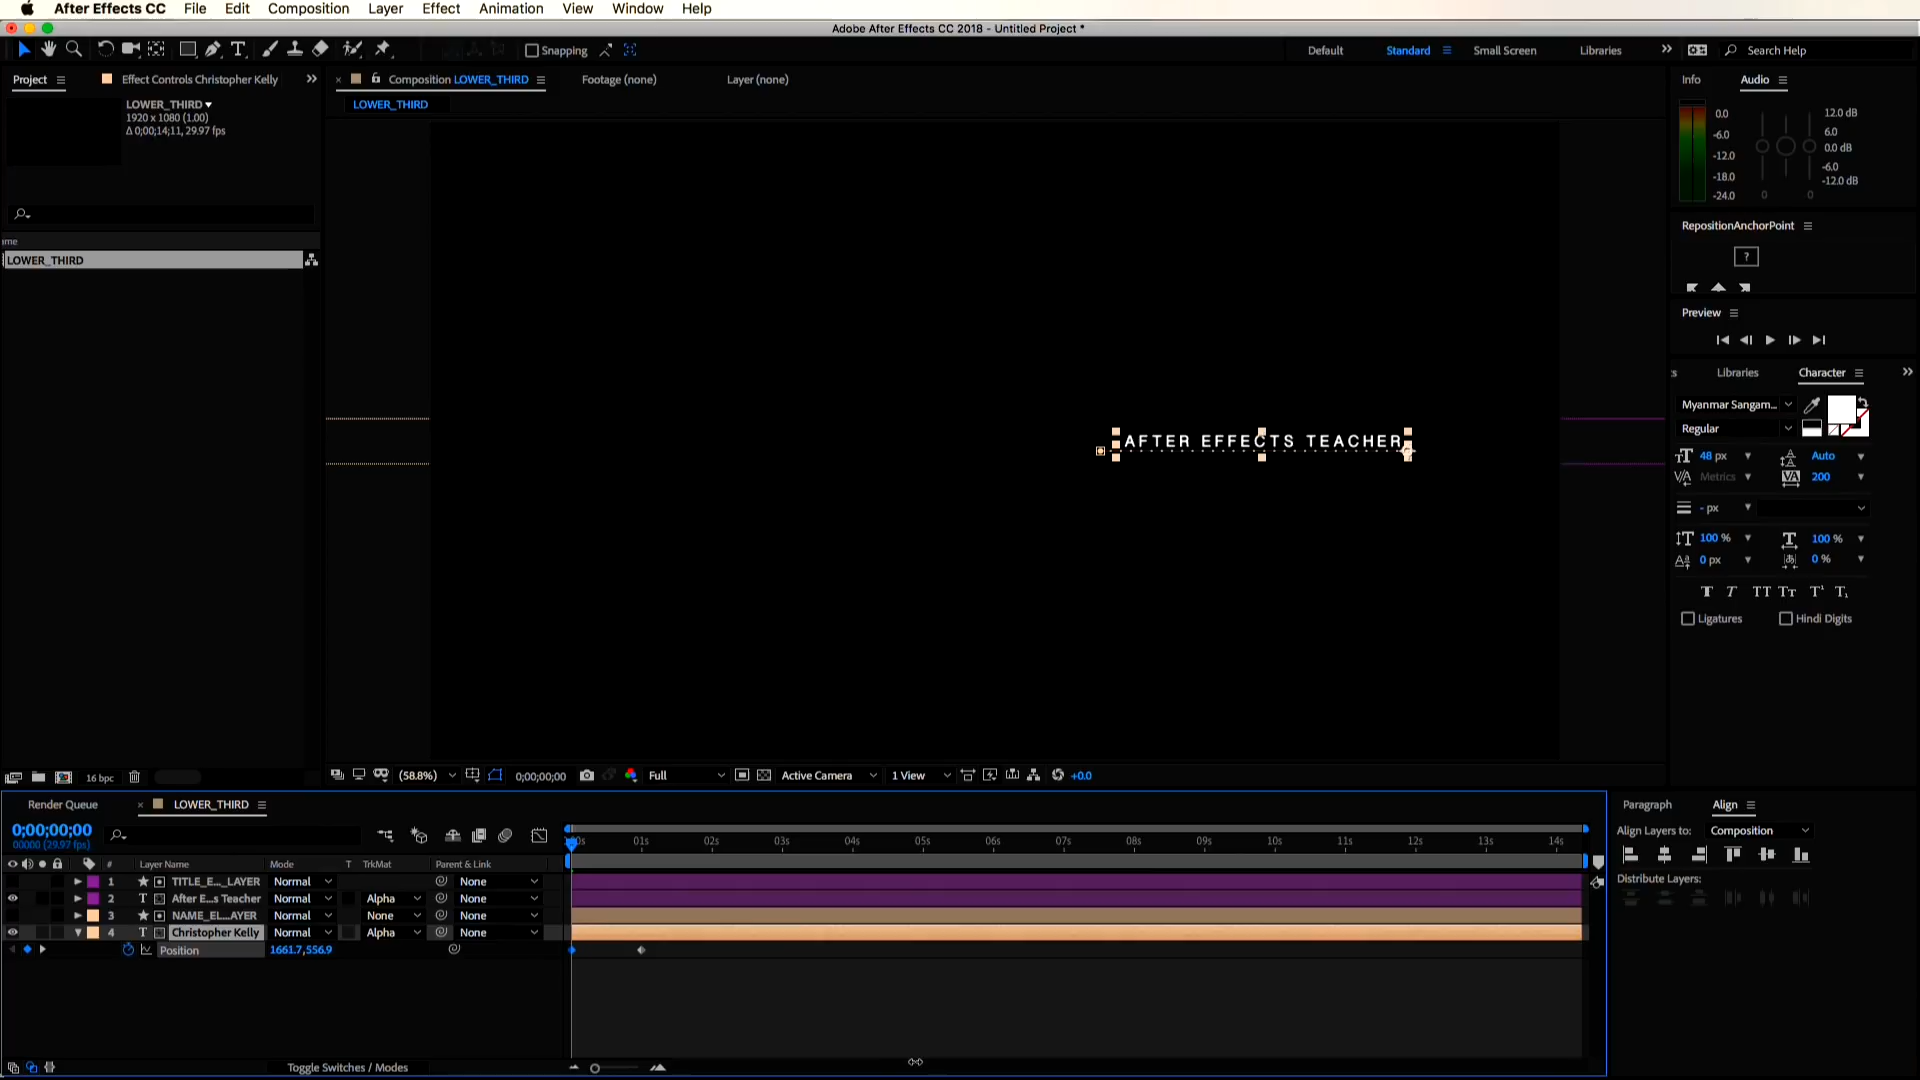 After Effects CC File Edit Composition Layer Effect Animation View Window Help
Adobe After Effects CC 2018 - Untitled Project *
Snapping Default Standard Small Screen Libraries Search Help
Project Effect Controls Christopher Kelly Composition LOWER_THIRD Footage (none) Layer (none) Info Audio
LOWER_THIRD
1920 x 1080 (1.00)
Δ 0;00;14;11, 29.97 fps
LOWER_THIRD
0.0 12.0 dB
-6.0 6.0
-12.0 0.0 dB
-18.0 -6.0
-24.0 -12.0 dB
0 0
RepositionAnchorPoint
?
ame
LOWER_THIRD
Preview
Libraries Character
Myanmar Sangam...
Regular
AFTER EFFECTS TEACHER
48 px Auto
Metrics 200
- px
100 % 100 %
0 px 0 %
T T TT Tt T¹ T₁
Ligatures Hindi Digits
16 bpc (58.8%) 0;00;00;00 Full Active Camera 1 View +0.0
Render Queue LOWER_THIRD Paragraph Align
0;00;00;00
00000 (29.97 fps)
Align Layers to: Composition
01s 02s 03s 04s 05s 06s 07s 08s 09s 10s 11s 12s 13s 14s
# Layer Name Mode T TrkMat Parent & Link
Distribute Layers:
1 TITLE_E..._LAYER Normal None
2 T After E...s Teacher Normal Alpha None
3 NAME_EL...AYER Normal None None
4 T Christopher Kelly Normal Alpha None
Position 1661.7,556.9
Toggle Switches / Modes